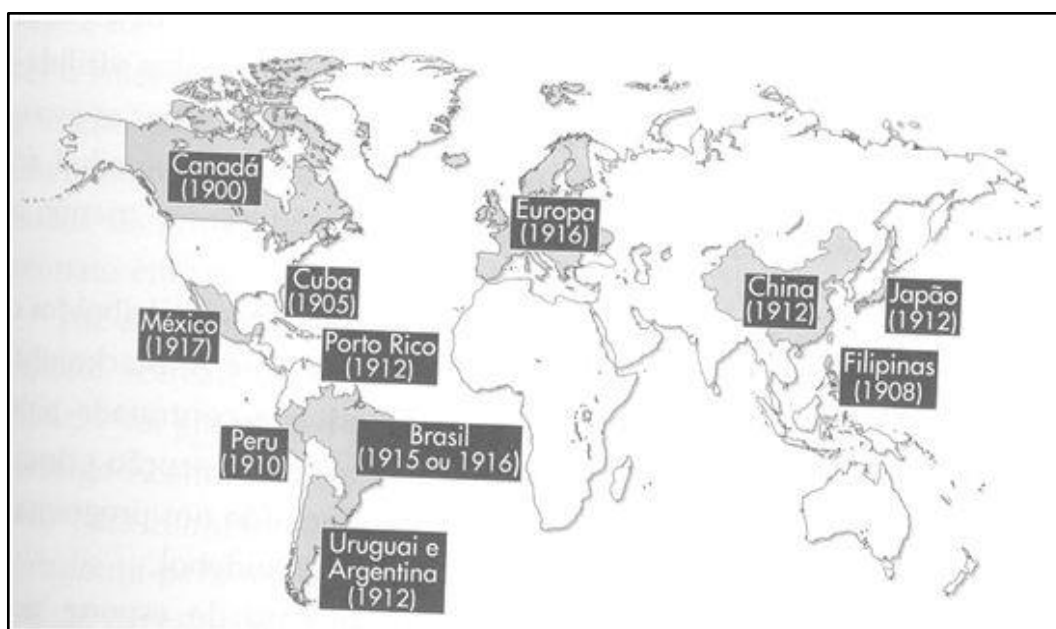 Canadá
(1900)
Europa
(1916)
Cuba
(1905)
China
(1912)
Japão
(1912)
México
(1917)
Porto Rico
(1912)
Filipinas
(1908)
Peru
(1910)
Brasil
(1915 ou 1916)
Uruguai e
Argentina
(1912)